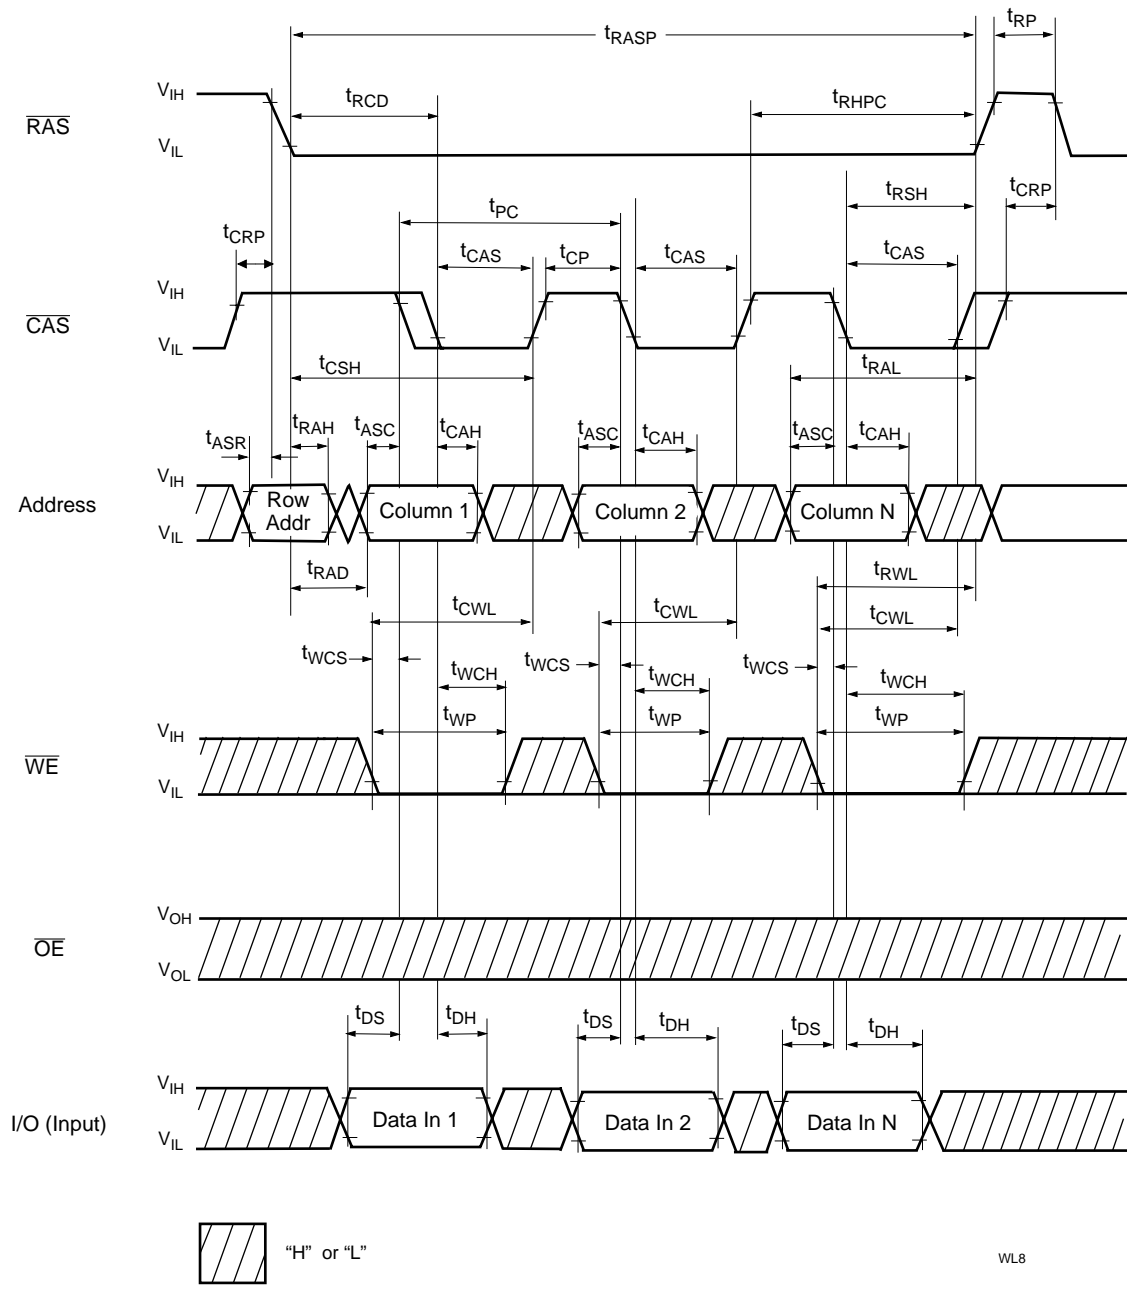 tRASP
tRP
VIH
tRCD
tRHPC
RAS
VIL
tRSH
tCRP
tPC
tCRP
tCAS
tCP
tCAS
tCAS
VIH
CAS
VIL
tCSH
tRAL
tASR
tRAH
tASC
tCAH
tASC
tCAH
tASC
tCAH
VIH
Address
Row
Addr
Column 1
Column 2
Column N
VIL
tRAD
tRWL
tCWL
tCWL
tCWL
tWCS
tWCS
tWCS
tWCH
tWCH
tWCH
tWP
tWP
tWP
VIH
WE
VIL
VOH
OE
VOL
tDS
tDH
tDS
tDH
tDS
tDH
VIH
I/O (Input)
Data In 1
Data In 2
Data In N
VIL
“H” or “L”
WL8